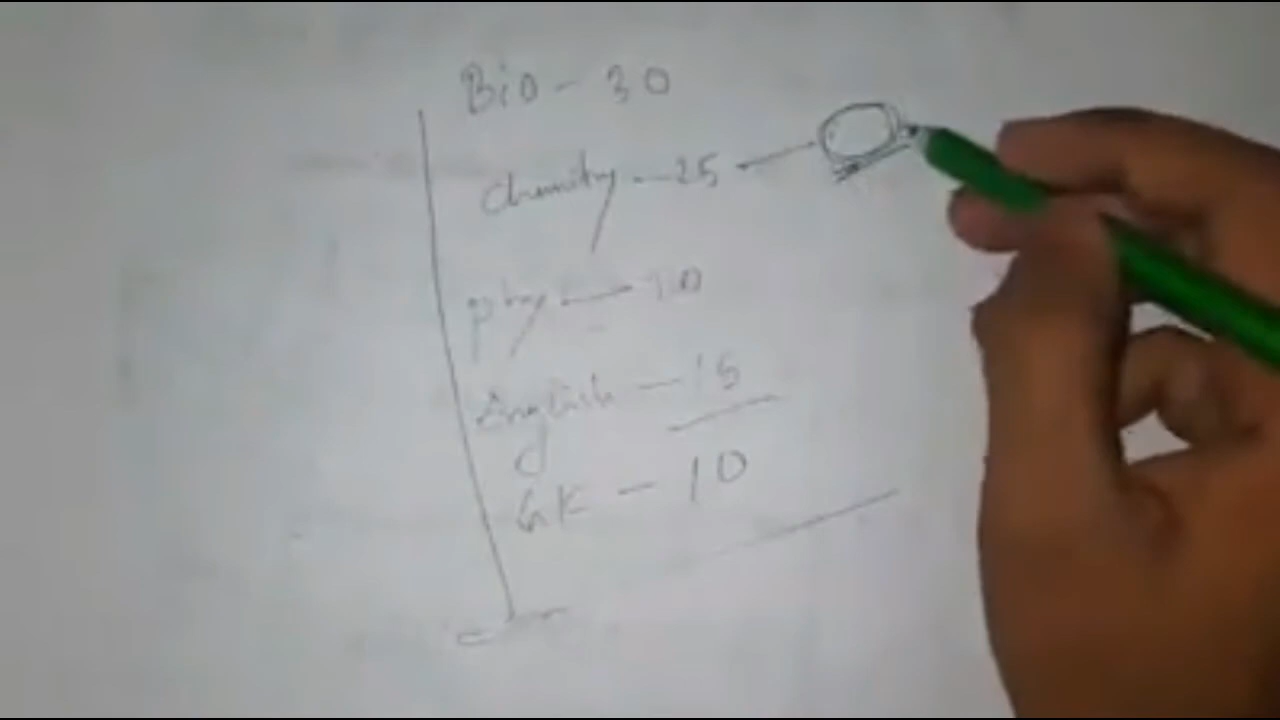 Bio - 30
Chemistry - 25
phy - 10
English - 15
GK - 10